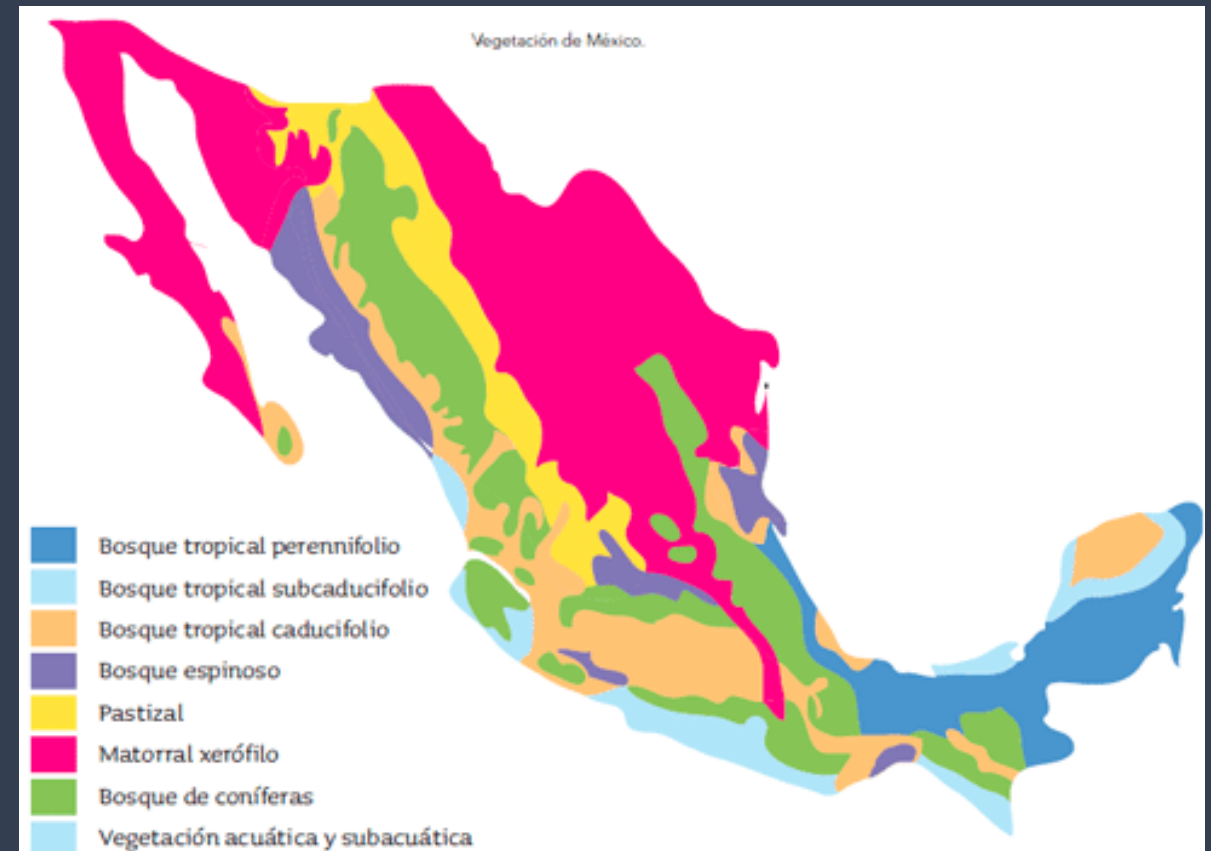 Vegetación de México.
Bosque tropical perennifolio
Bosque tropical subcaducifolio
Bosque tropical caducifolio
Bosque espinoso
Pastizal
Matorral xerófilo
Bosque de coníferas
Vegetación acuática y subacuática